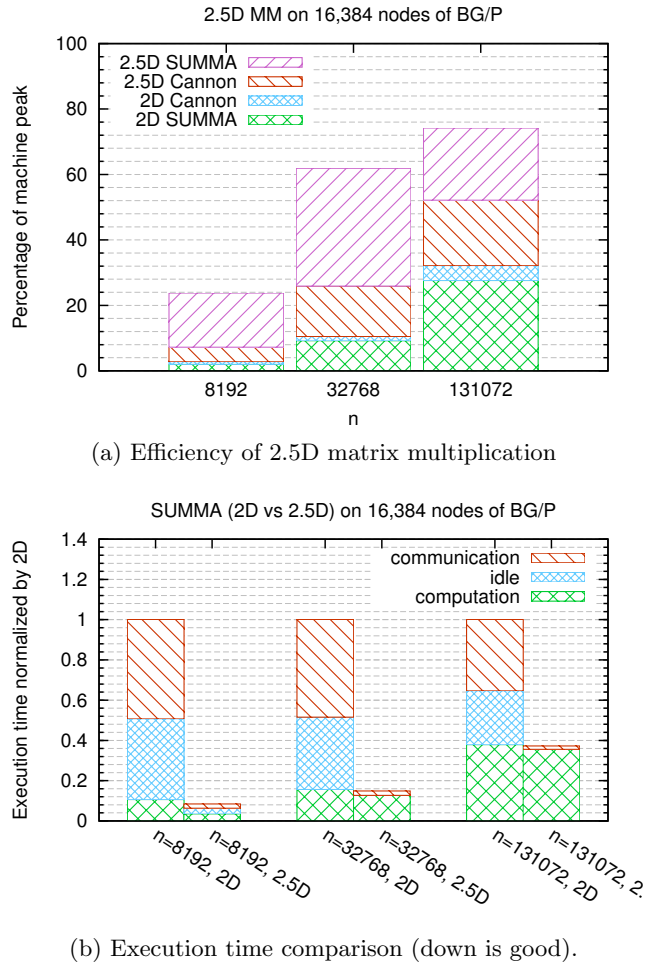 2.5D MM on 16,384 nodes of BG/P
Percentage of machine peak
100
80
60
40
20
0
2.5D SUMMA
2.5D Cannon
2D Cannon
2D SUMMA
8192
32768
131072
n
(a) Efficiency of 2.5D matrix multiplication
SUMMA (2D vs 2.5D) on 16,384 nodes of BG/P
Execution time normalized by 2D
1.4
1.2
1
0.8
0.6
0.4
0.2
0
communication
idle
computation
n=8192, 2D
n=8192, 2.5D
n=32768, 2D
n=32768, 2.5D
n=131072, 2D
n=131072, 2.
(b) Execution time comparison (down is good).